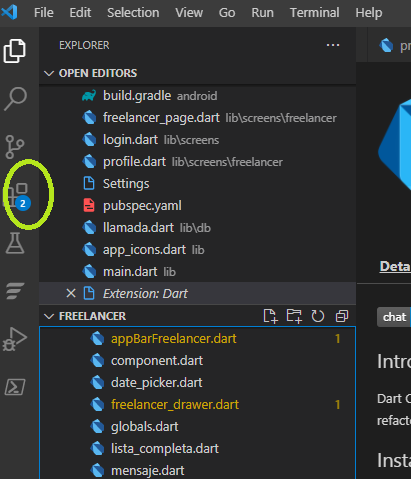 File Edit Selection View Go Run Terminal Help
EXPLORER
OPEN EDITORS
build.gradle android
freelancer_page.dart lib\screens\freelancer
login.dart lib\screens
profile.dart lib\screens\freelancer
Settings
pubspec.yaml
llamada.dart lib\db
app_icons.dart lib
main.dart lib
Extension: Dart
FREELANCER
appBarFreelancer.dart 1
component.dart
date_picker.dart
freelancer_drawer.dart 1
globals.dart
lista_completa.dart
mensaje.dart
2
pr
Deta
chat
Intro
Dart C
refacto
Insta